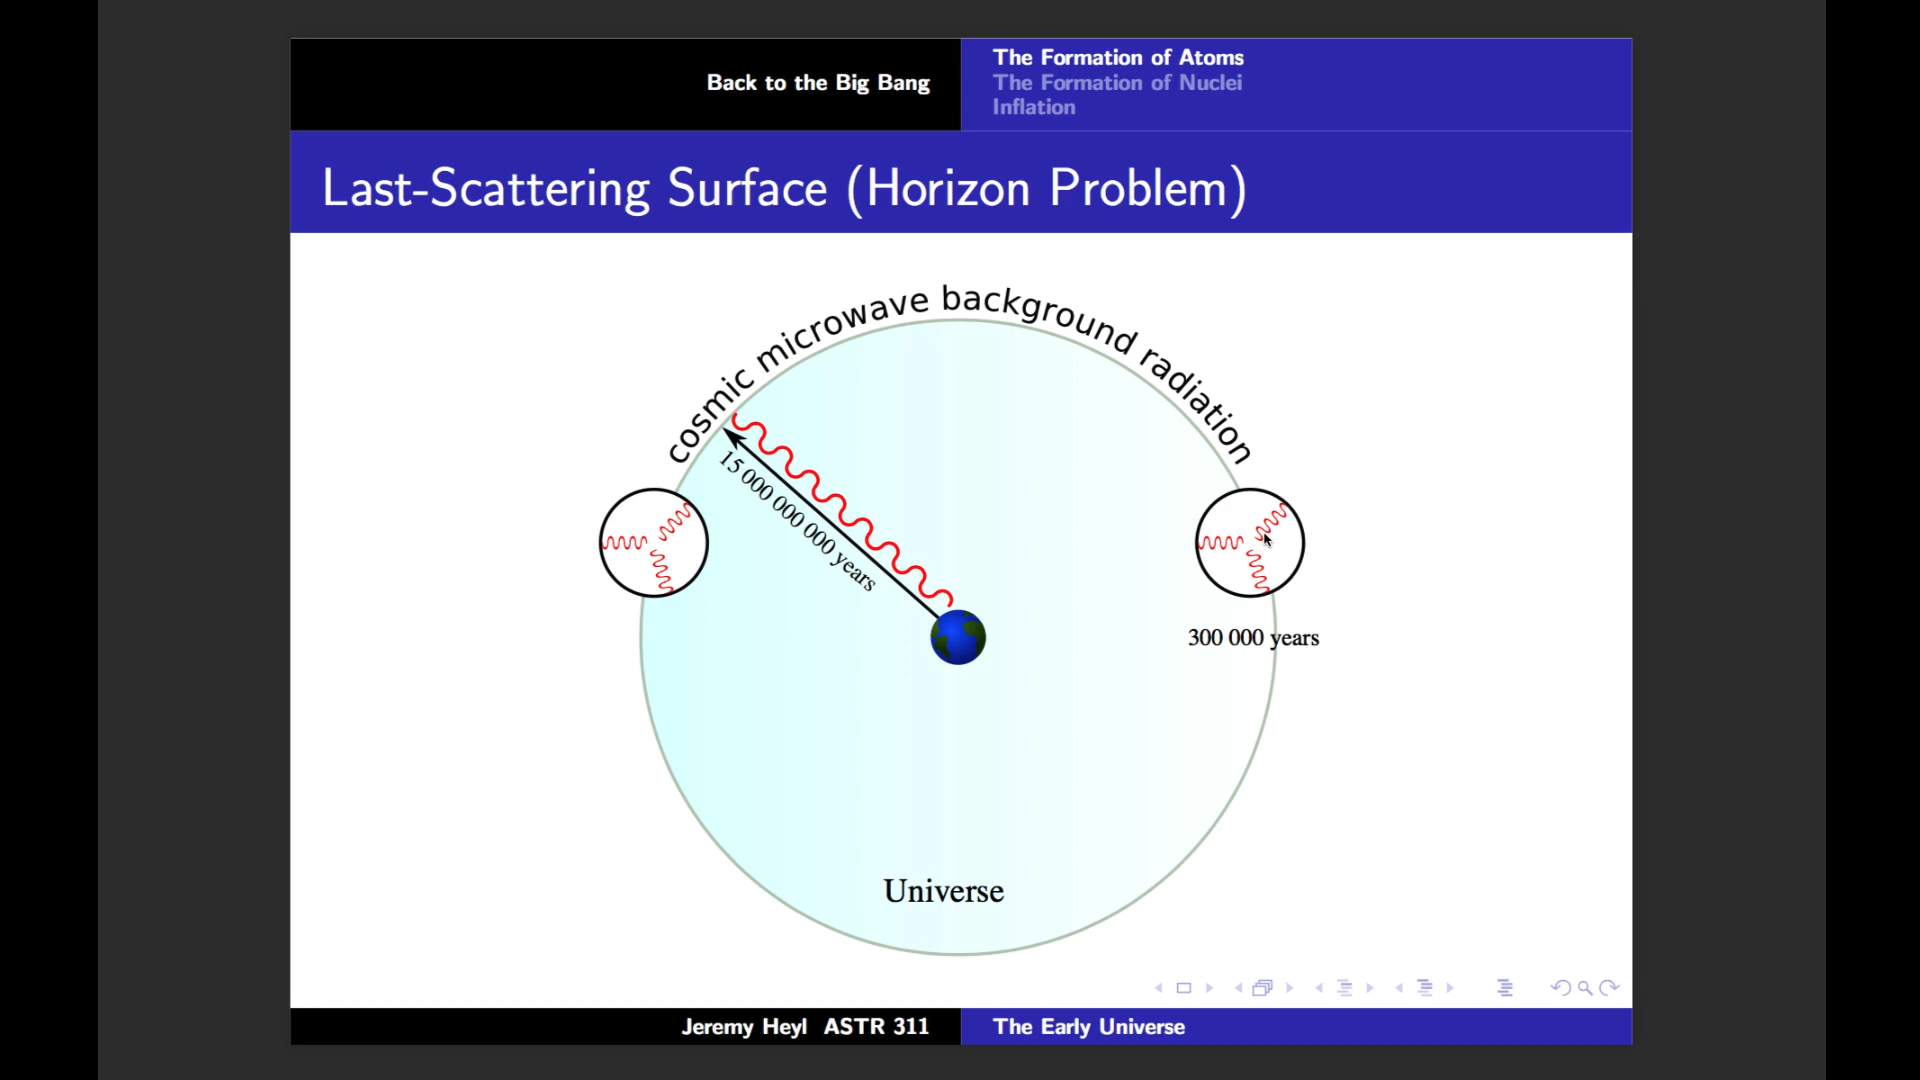 Back to the Big Bang
The Formation of Atoms
The Formation of Nuclei
Inflation
Last-Scattering Surface (Horizon Problem)
cosmic microwave background radiation
15 000 000 000 years
300 000 years
Universe
Jeremy Heyl ASTR 311
The Early Universe